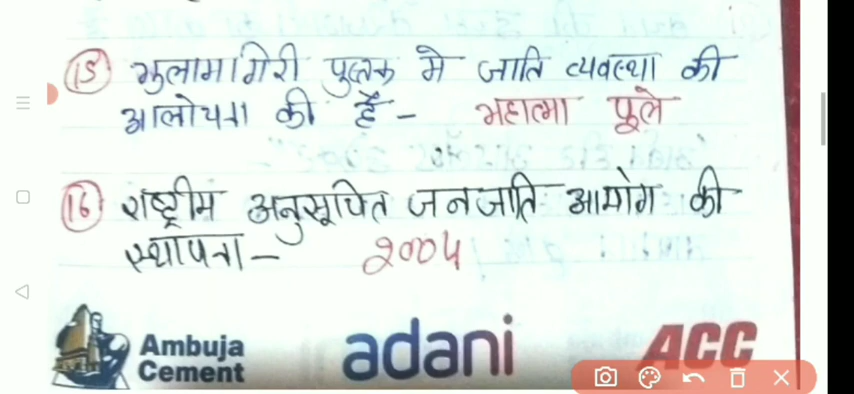 15 गुलामगिरी पुस्तक मे जाति व्यवस्था की
आलोचना की है - महात्मा फूले
16 राष्ट्रीय अनुसूचित जनजाति आयोग की
स्थापना - 2004
Ambuja
Cement
adani
ACC